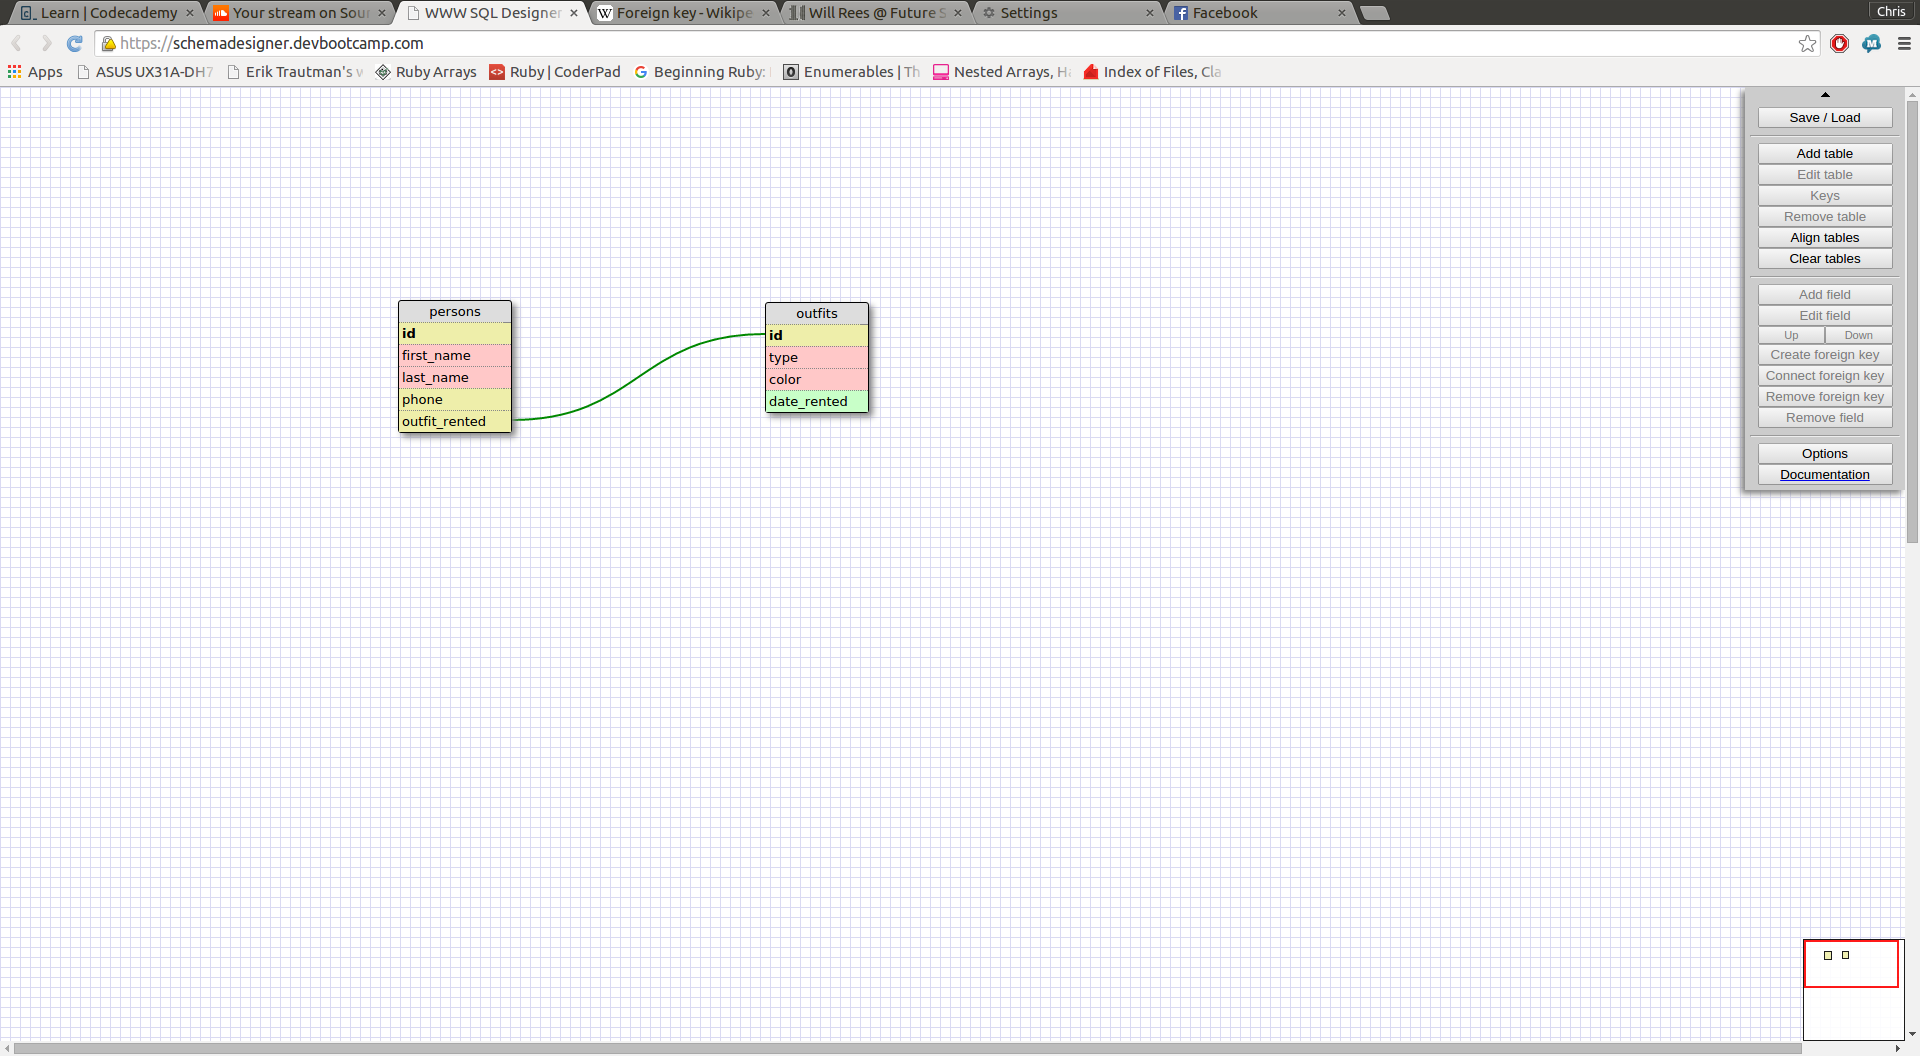 Learn | Codecademy
Your stream on Sou
WWW SQL Designer
Foreign key - Wikipe
Will Rees @ Future S
Settings
Facebook
Chris
https://schemadesigner.devbootcamp.com
Apps
ASUS UX31A-DH7
Erik Trautman's w
Ruby Arrays
Ruby | CoderPad
Beginning Ruby:
Enumerables | Th
Nested Arrays, Ha
Index of Files, Cla
Save / Load
Add table
Edit table
Keys
Remove table
Align tables
Clear tables
Add field
Edit field
Up Down
Create foreign key
Connect foreign key
Remove foreign key
Remove field
Options
Documentation
persons
id
first_name
last_name
phone
outfit_rented
outfits
id
type
color
date_rented